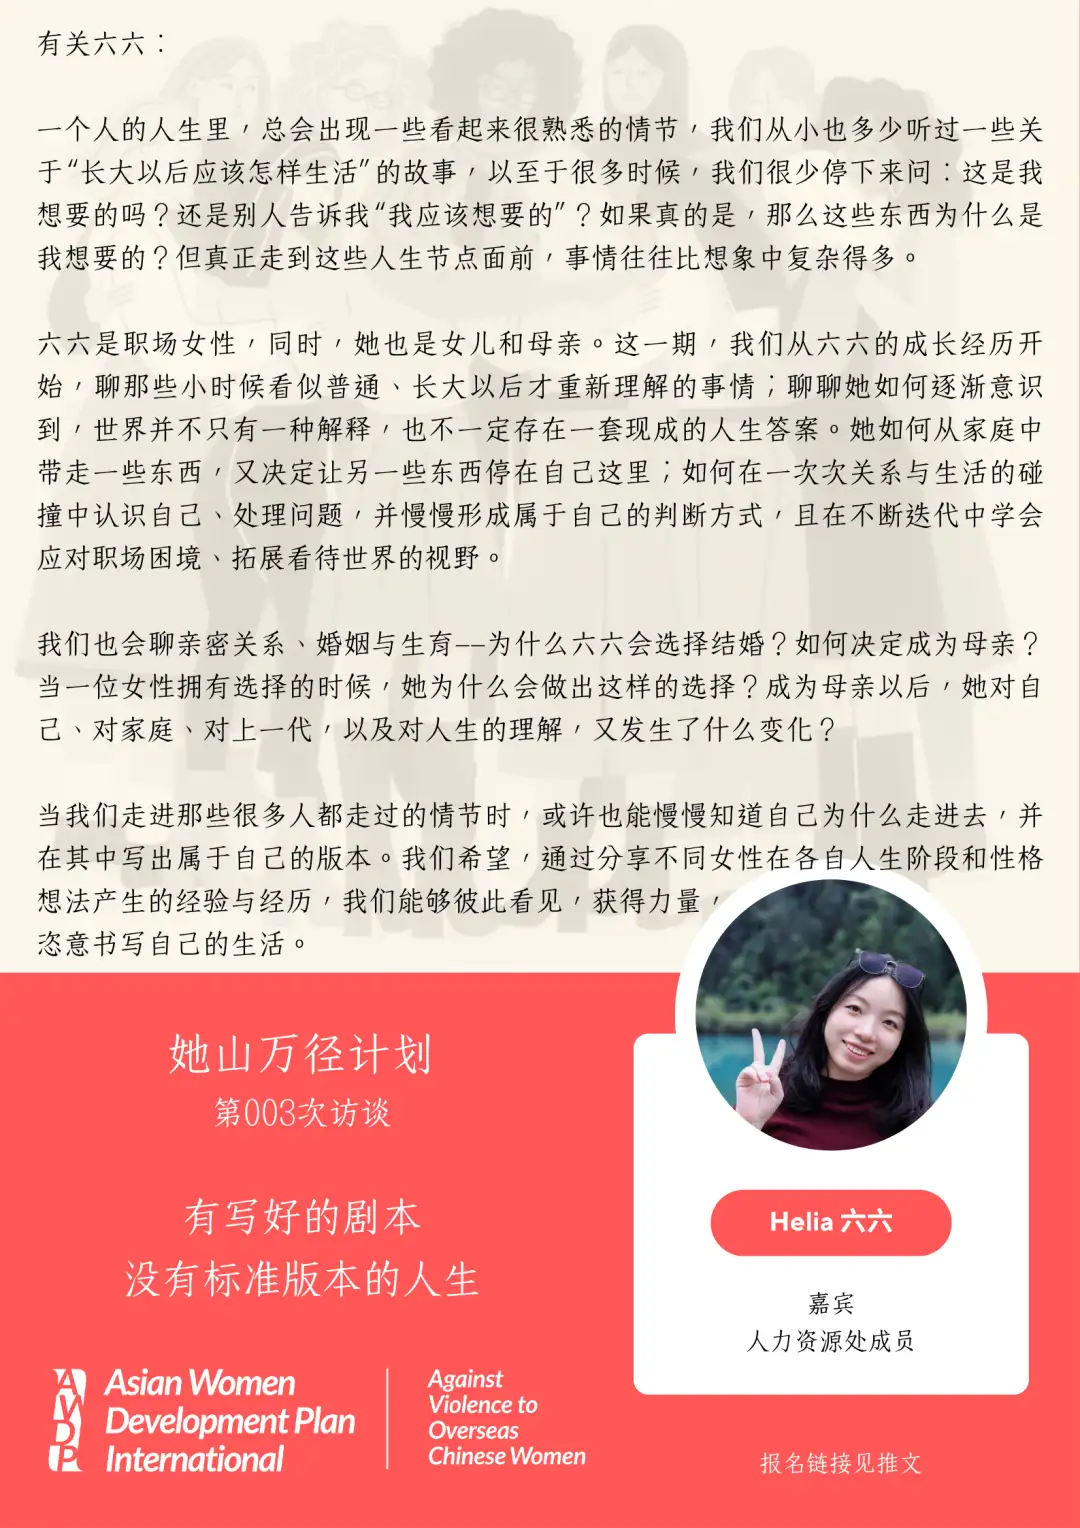 有关六六：
一个人的人生里，总会出现一些看起来很熟悉的情节，我们从小也多少听过一些关
于“长大以后应该怎样生活”的故事，以至于很多时候，我们很少停下来问：这是我
想要的吗？还是别人告诉我“我应该想要的”？如果真的是，那么这些东西为什么是
我想要的？但真正走到这些人生节点面前，事情往往比想象中复杂得多。
六六是职场女性，同时，她也是女儿和母亲。这一期，我们从六六的成长经历开
始，聊那些小时候看似普通、长大以后才重新理解的事情；聊聊她如何逐渐意识
到，世界并不只有一种解释，也不一定存在一套现成的人生答案。她如何从家庭中
带走一些东西，又决定让另一些东西停在自己这里；如何在一次次关系与生活的碰
撞中认识自己、处理问题，并慢慢形成属于自己的判断方式，且在不断迭代中学会
应对职场困境、拓展看待世界的视野。
我们也会聊亲密关系、婚姻与生育——为什么六六会选择结婚？如何决定成为母亲？
当一位女性拥有选择的时候，她为什么会做出这样的选择？成为母亲以后，她对自
己、对家庭、对上一代，以及对人生的理解，又发生了什么变化？
当我们走进那些很多人都走过的情节时，或许也能慢慢知道自己为什么走进去，并
在其中写出属于自己的版本。我们希望，通过分享不同女性在各自人生阶段和性格
想法产生的经验与经历，我们能够彼此看见，获得力量，
恣意书写自己的生活。
她山万径计划
第003次访谈
有写好的剧本
没有标准版本的人生
AWDP
Asian Women
Development Plan
International
Against
Violence to
Overseas
Chinese Women
Helia 六六
嘉宾
人力资源处成员
报名链接见推文